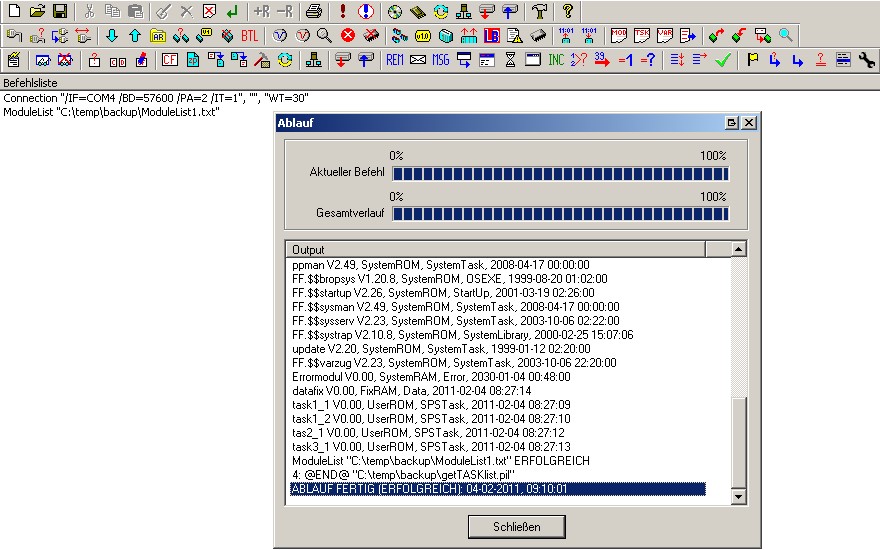 +R -R ! ! ?
AR BTL V V v1.0 LB 11:01 11:01 MOD TSK VAR
CF REM MSG INC 1²? 39 =1 =?
Befehlsliste
Connection "/IF=COM4 /BD=57600 /PA=2 /IT=1", "", "WT=30"
ModuleList "C:\temp\backup\ModuleList1.txt"
Ablauf
0% 100%
Aktueller Befehl
0% 100%
Gesamtverlauf
Output
ppman V2.49, SystemROM, SystemTask, 2008-04-17 00:00:00
FF.$$bropsys V1.20.8, SystemROM, OSEXE, 1999-08-20 01:02:00
FF.$$startup V2.26, SystemROM, StartUp, 2001-03-19 02:26:00
FF.$$sysman V2.49, SystemROM, SystemTask, 2008-04-17 00:00:00
FF.$$sysserv V2.23, SystemROM, SystemTask, 2003-10-06 02:22:00
FF.$$systrap V2.10.8, SystemROM, SystemLibrary, 2000-02-25 15:07:06
update V2.20, SystemROM, SystemTask, 1999-01-12 02:20:00
FF.$$varzug V2.23, SystemROM, SystemTask, 2003-10-06 22:20:00
Errormodul V0.00, SystemRAM, Error, 2030-01-04 00:48:00
datafix V0.00, FixRAM, Data, 2011-02-04 08:27:14
task1_1 V0.00, UserROM, SPSTask, 2011-02-04 08:27:09
task1_2 V0.00, UserROM, SPSTask, 2011-02-04 08:27:10
tas2_1 V0.00, UserROM, SPSTask, 2011-02-04 08:27:12
task3_1 V0.00, UserROM, SPSTask, 2011-02-04 08:27:13
ModuleList "C:\temp\backup\ModuleList1.txt" ERFOLGREICH
4: @END@ "C:\temp\backup\getTASKlist.pil"
ABLAUF FERTIG (ERFOLGREICH): 04-02-2011, 09:10:01
Schließen